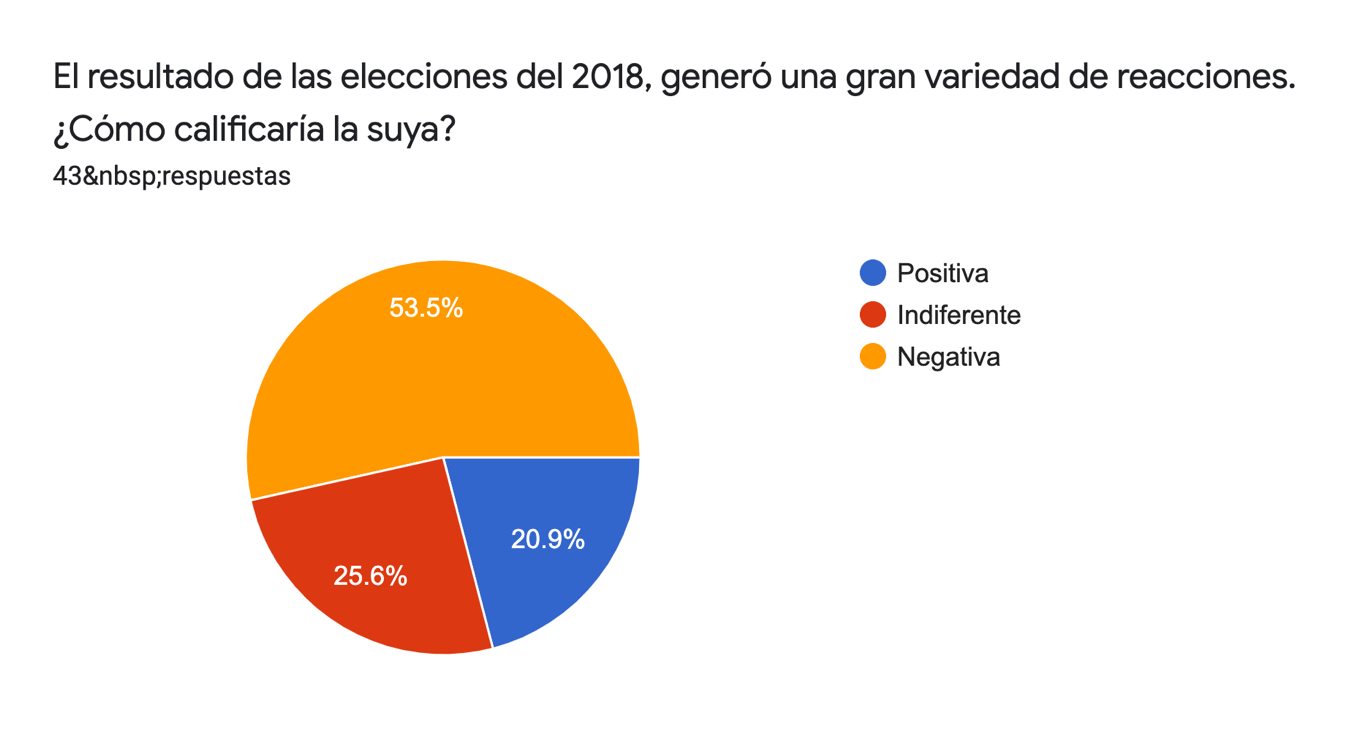 El resultado de las elecciones del 2018, generó una gran variedad de reacciones.
¿Cómo calificaría la suya?
43&nbsp;respuestas
Positiva
Indiferente
Negativa
53.5%
20.9%
25.6%